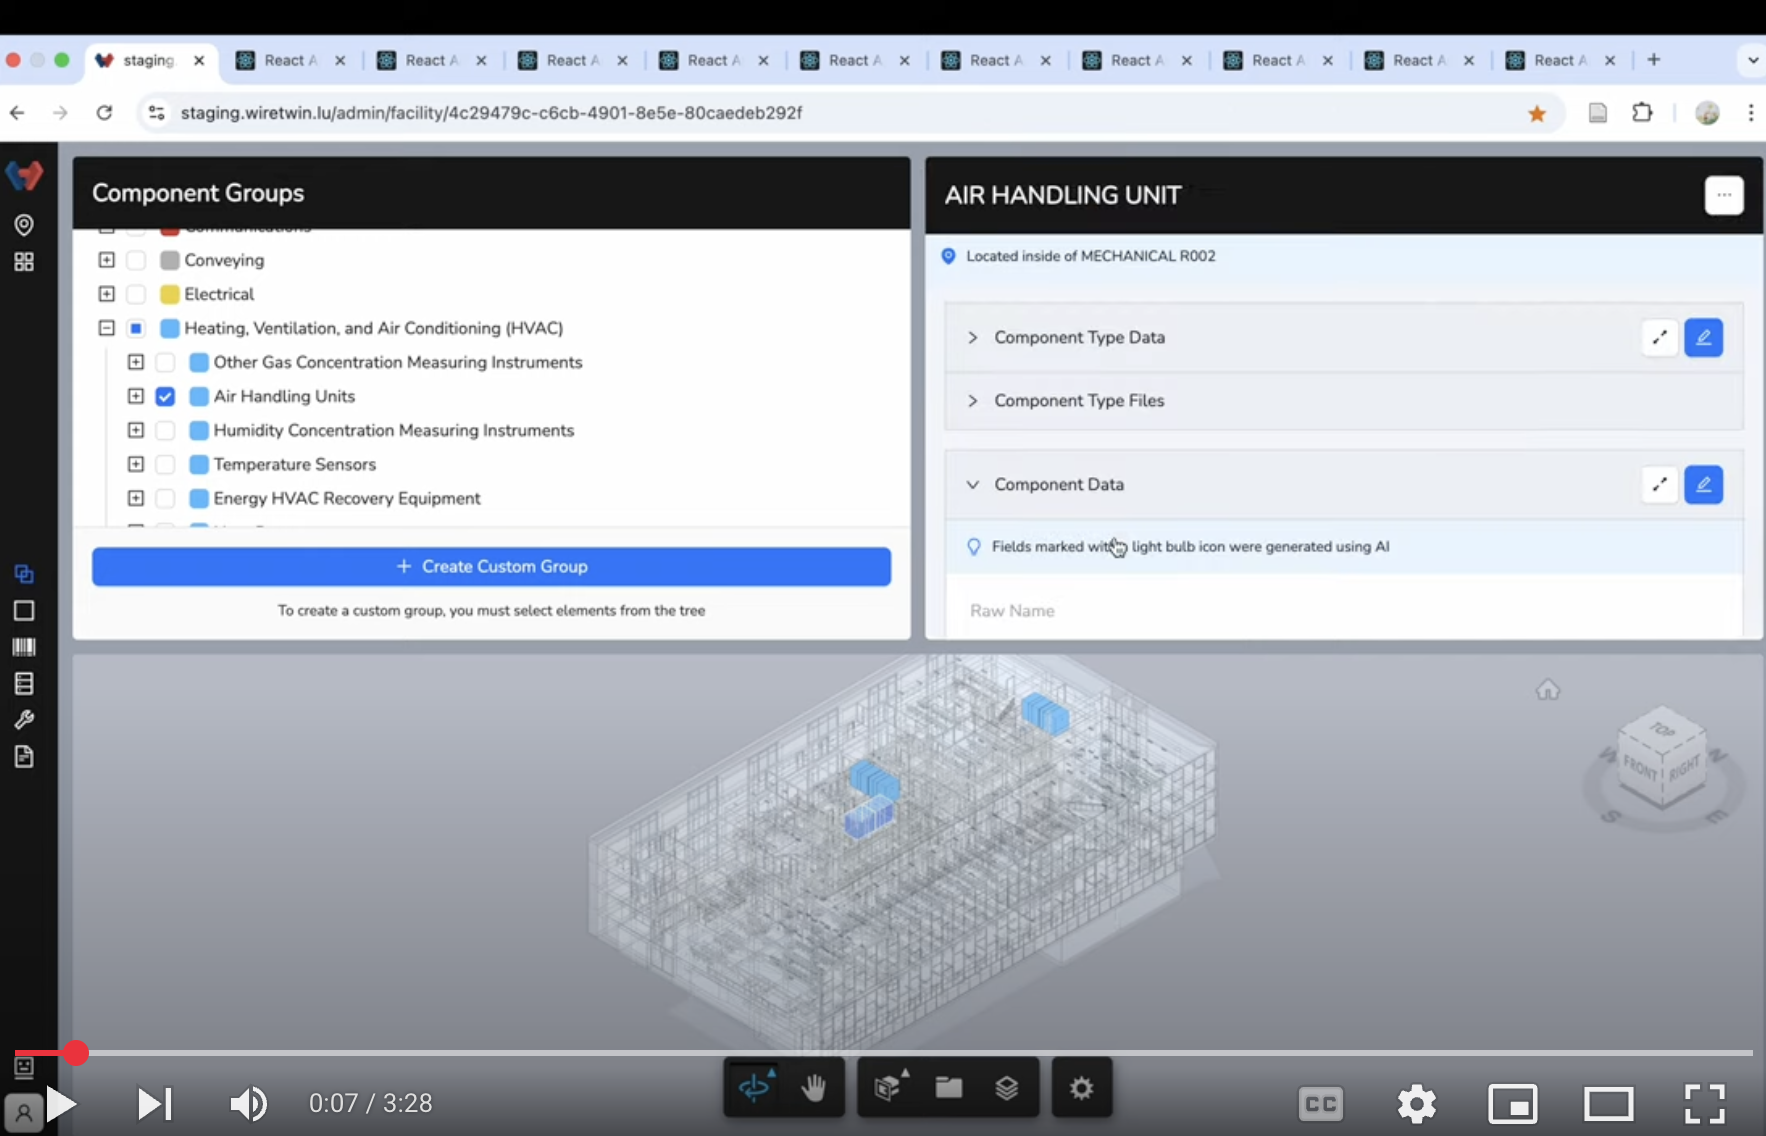 staging
React A
React A
React A
React A
React A
React A
React A
React A
React A
React A
staging.wiretwin.lu/admin/facility/4c29479c-c6cb-4901-8e5e-80caedeb292f
Component Groups
Communications
Conveying
Electrical
Heating, Ventilation, and Air Conditioning (HVAC)
Other Gas Concentration Measuring Instruments
Air Handling Units
Humidity Concentration Measuring Instruments
Temperature Sensors
Energy HVAC Recovery Equipment
+ Create Custom Group
To create a custom group, you must select elements from the tree
AIR HANDLING UNIT
Located inside of MECHANICAL R002
Component Type Data
Component Type Files
Component Data
Fields marked with light bulb icon were generated using AI
Raw Name
TOP
FRONT
RIGHT
W
N
S
E
0:07 / 3:28
CC